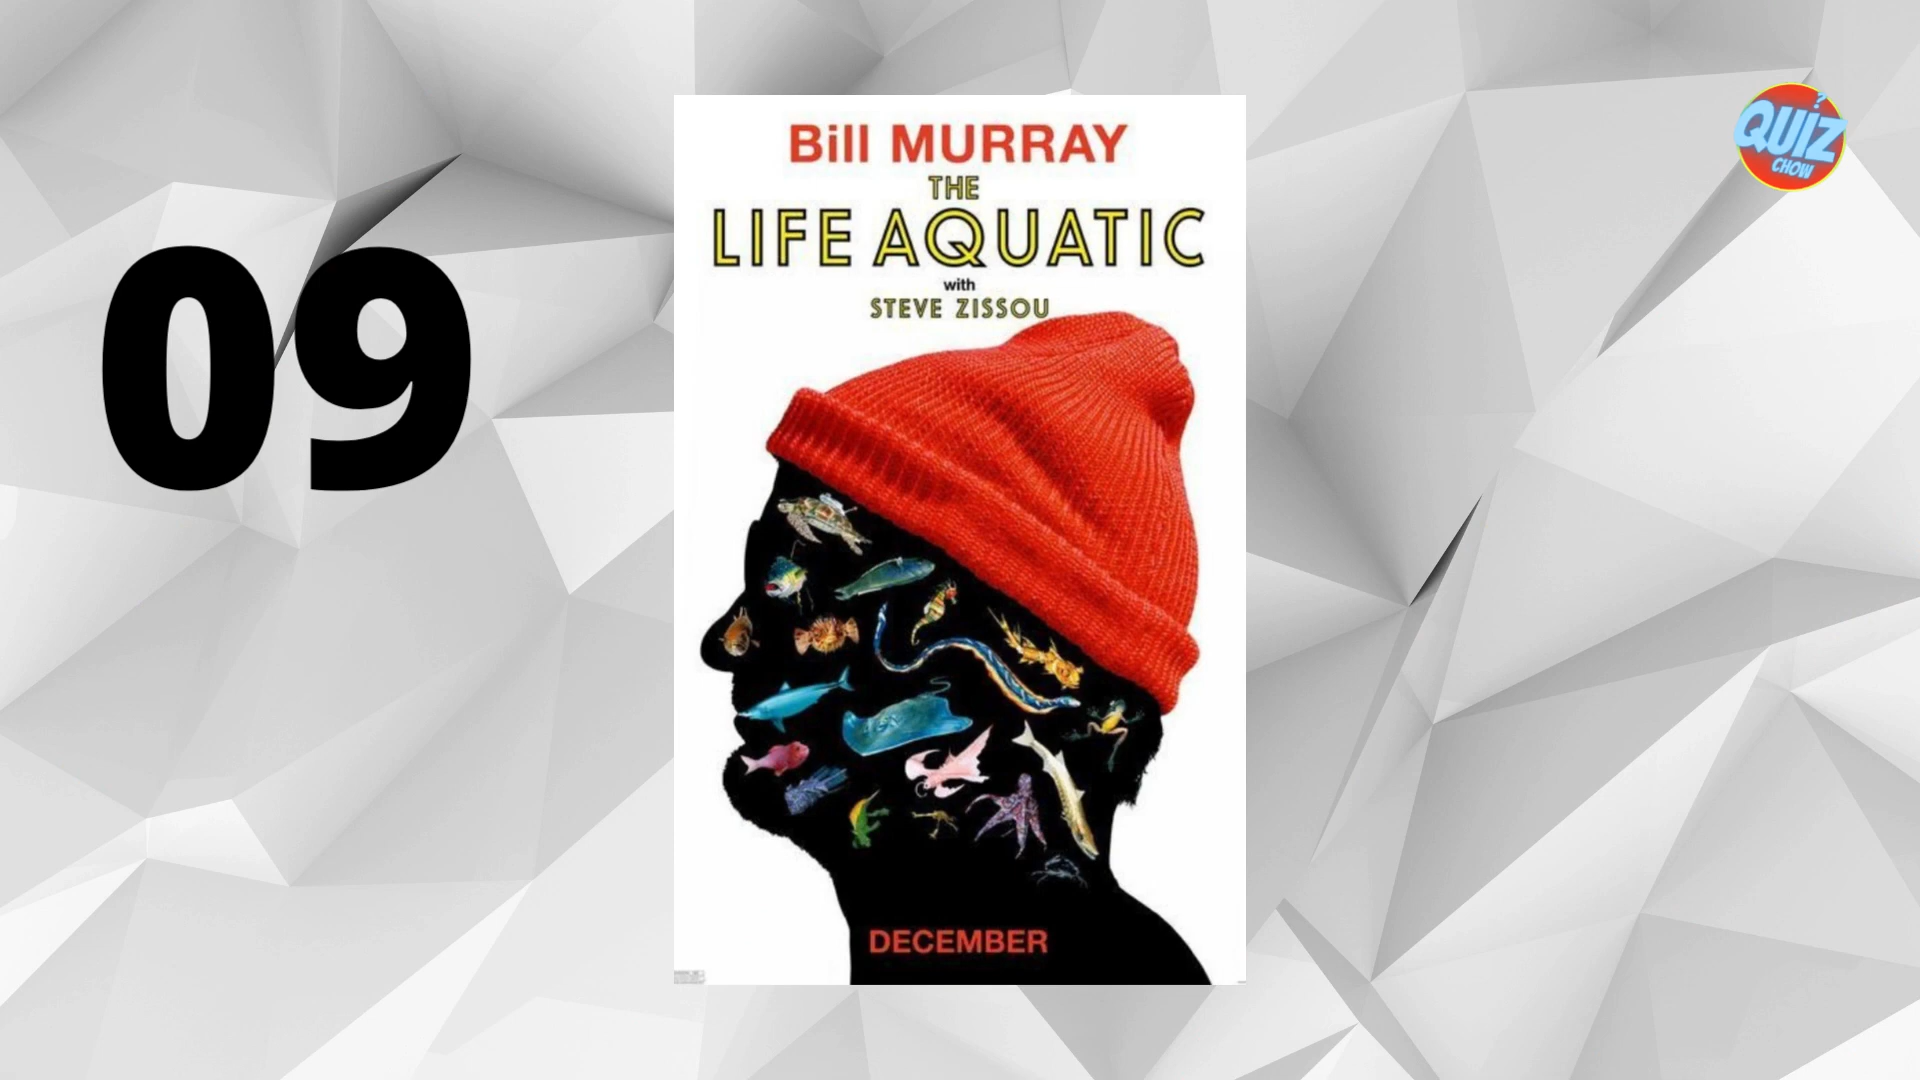 09
Bill MURRAY
THE
LIFE AQUATIC
with
STEVE ZISSOU
DECEMBER
?
QUIZ
CHOW